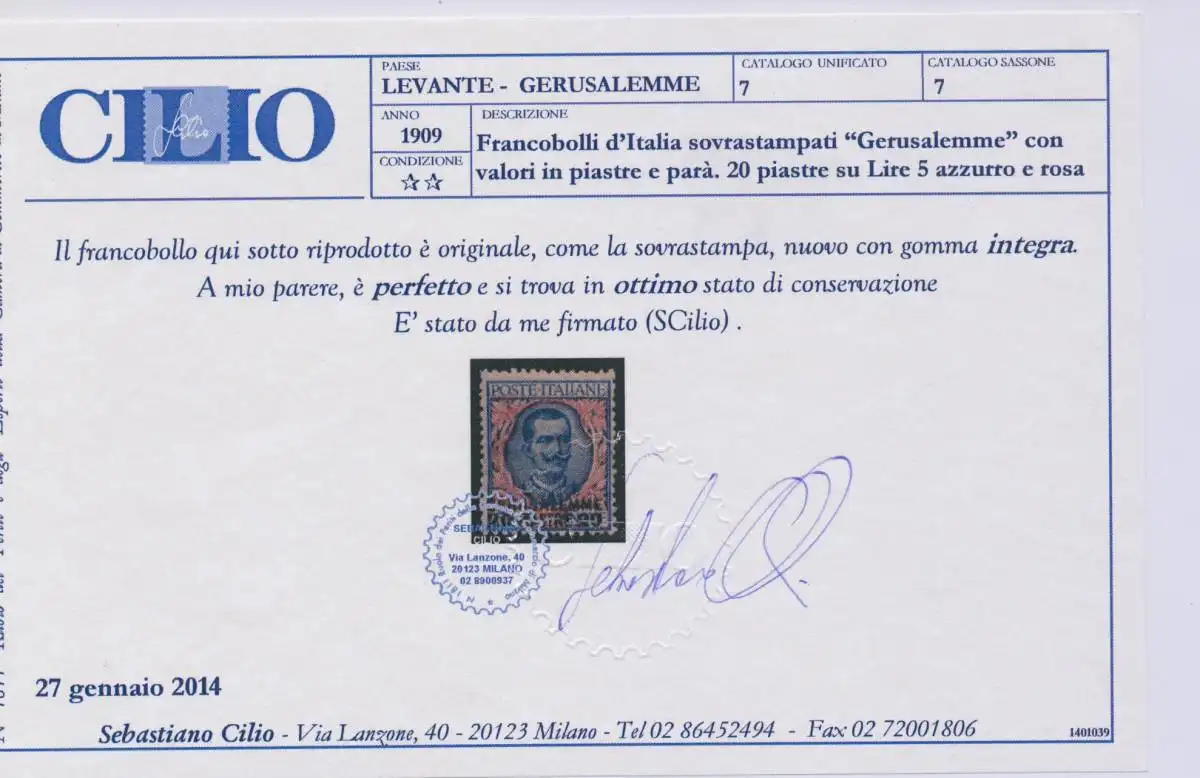 CILIO
PAESE
LEVANTE - GERUSALEMME
CATALOGO UNIFICATO
7
CATALOGO SASSONE
7
ANNO
1909
CONDIZIONE
☆☆
DESCRIZIONE
Francobolli d'Italia sovrastampati “Gerusalemme” con
valori in piastre e parà. 20 piastre su Lire 5 azzurro e rosa
Il francobollo qui sotto riprodotto è originale, come la sovrastampa, nuovo con gomma integra.
A mio parere, è perfetto e si trova in ottimo stato di conservazione
E' stato da me firmato (SCilio) .
POSTE ITALIANE
CILIO
Via Lanzone, 40
20123 MILANO
02 8900937
27 gennaio 2014
Sebastiano Cilio - Via Lanzone, 40 - 20123 Milano - Tel 02 86452494 - Fax 02 72001806
1401039